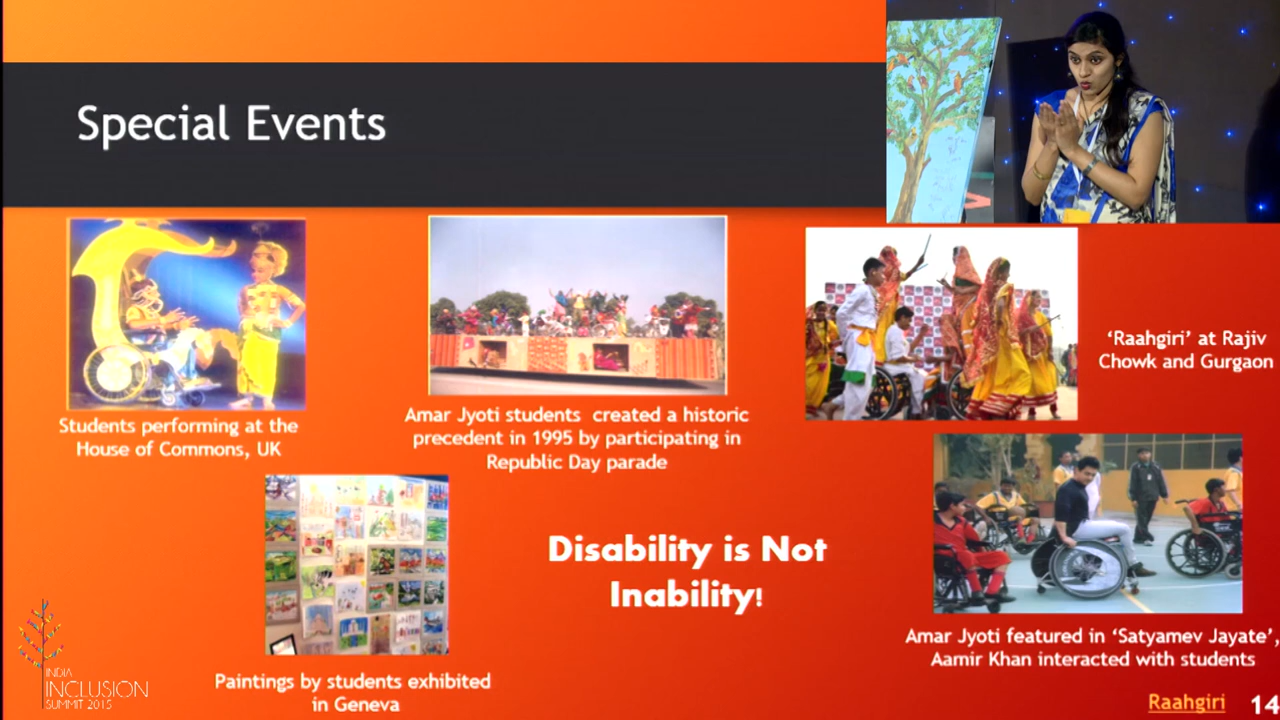 Special Events
Students performing at the
House of Commons, UK
Amar Jyoti students created a historic
precedent in 1995 by participating in
Republic Day parade
‘Raahgiri’ at Rajiv
Chowk and Gurgaon
Paintings by students exhibited
in Geneva
Disability is Not
Inability!
Amar Jyoti featured in ‘Satyamev Jayate’,
Aamir Khan interacted with students
INDIA
INCLUSION
SUMMIT 2015
Raahgiri 14